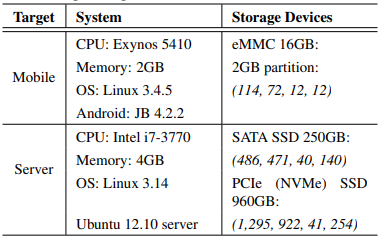 Target System Storage Devices
CPU: Exynos 5410 eMMC 16GB:
Memory: 2GB 2GB partition:
Mobile
OS: Linux 3.4.5 (114, 72, 12, 12)
Android: JB 4.2.2
CPU: Intel i7-3770 SATA SSD 250GB:
Memory: 4GB (486, 471, 40, 140)
Server
OS: Linux 3.14 PCIe (NVMe) SSD
960GB:
Ubuntu 12.10 server (1,295, 922, 41, 254)